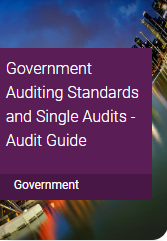 Government
Auditing Standards
and Single Audits -
Audit Guide
Government